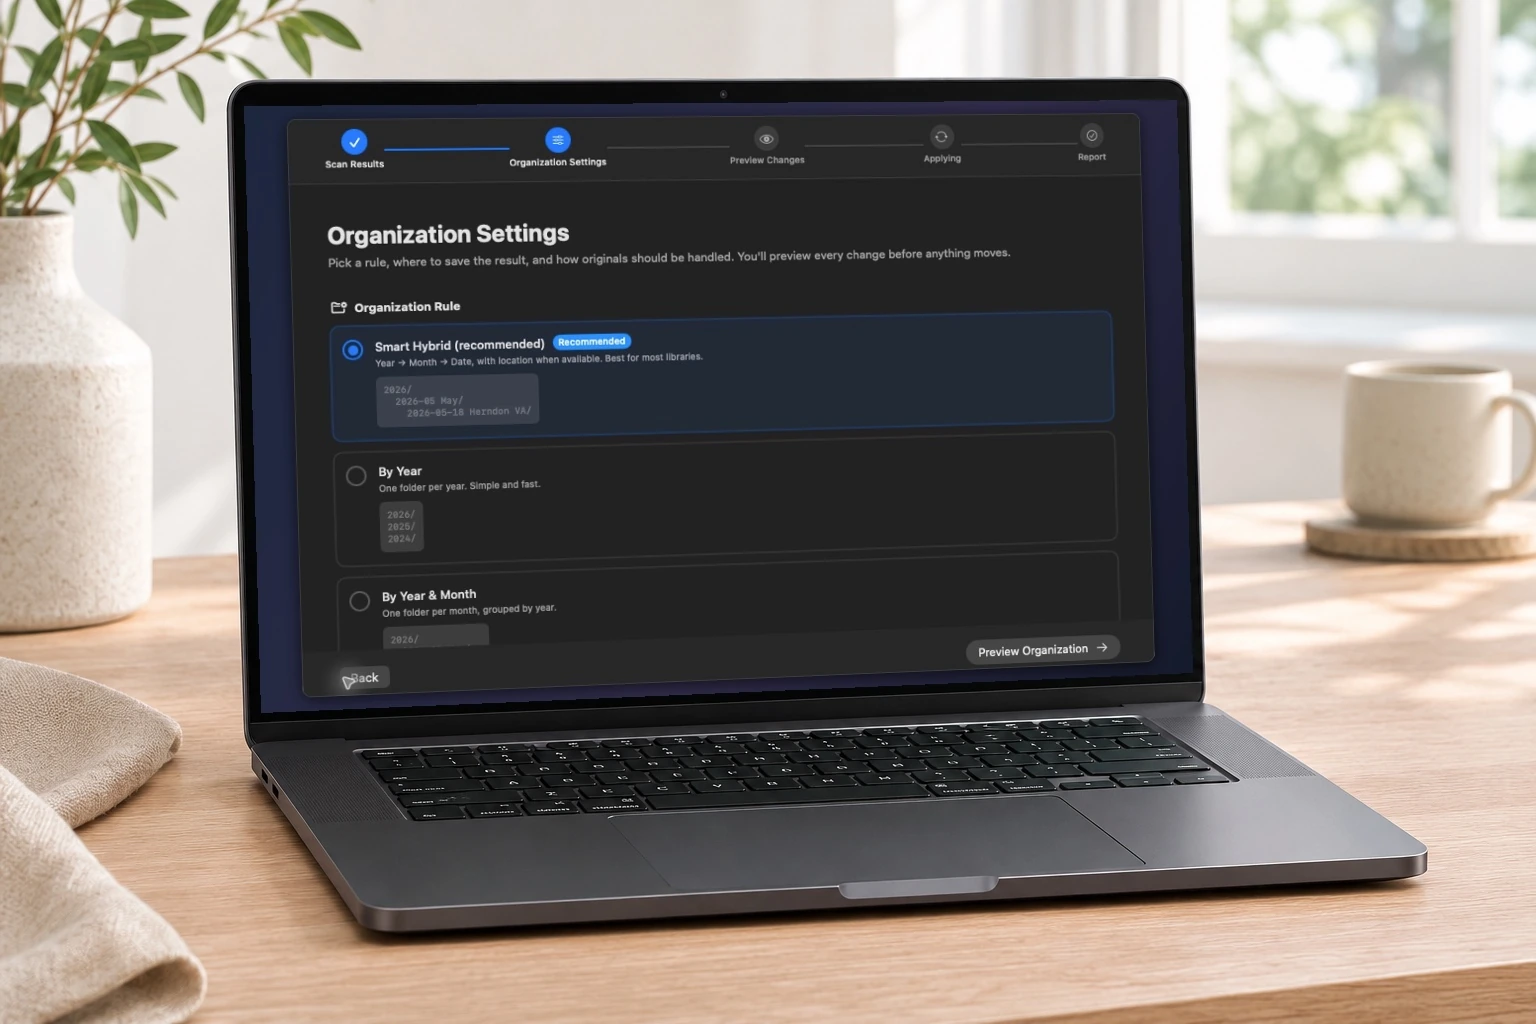 Scan Results
Organization Settings
Preview Changes
Applying
Report
Organization Settings
Pick a rule, where to save the result, and how originals should be handled. You'll preview every change before anything moves.
Organization Rule
Smart Hybrid (recommended) Recommended
Year → Month → Date, with location when available. Best for most libraries.
2026/
2026-05 May/
2026-05-18 Herndon VA/
By Year
One folder per year. Simple and fast.
2026/
2025/
2024/
By Year & Month
One folder per month, grouped by year.
2026/
Back
Preview Organization →